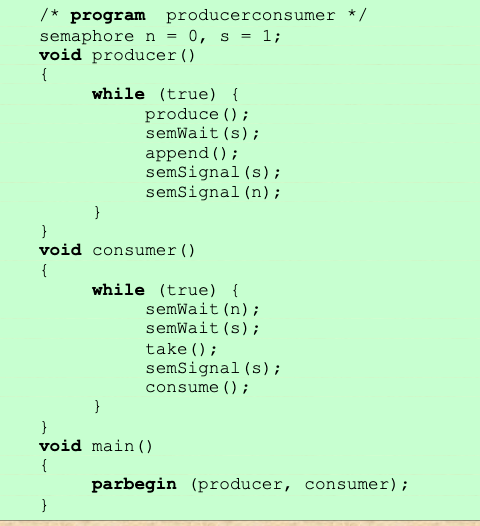 /* program  producerconsumer */
semaphore n = 0, s = 1;
void producer()
{
     while (true) {
          produce();
          semWait(s);
          append();
          semSignal(s);
          semSignal(n);
     }
}
void consumer()
{
     while (true) {
          semWait(n);
          semWait(s);
          take();
          semSignal(s);
          consume();
     }
}
void main()
{
     parbegin (producer, consumer);
}